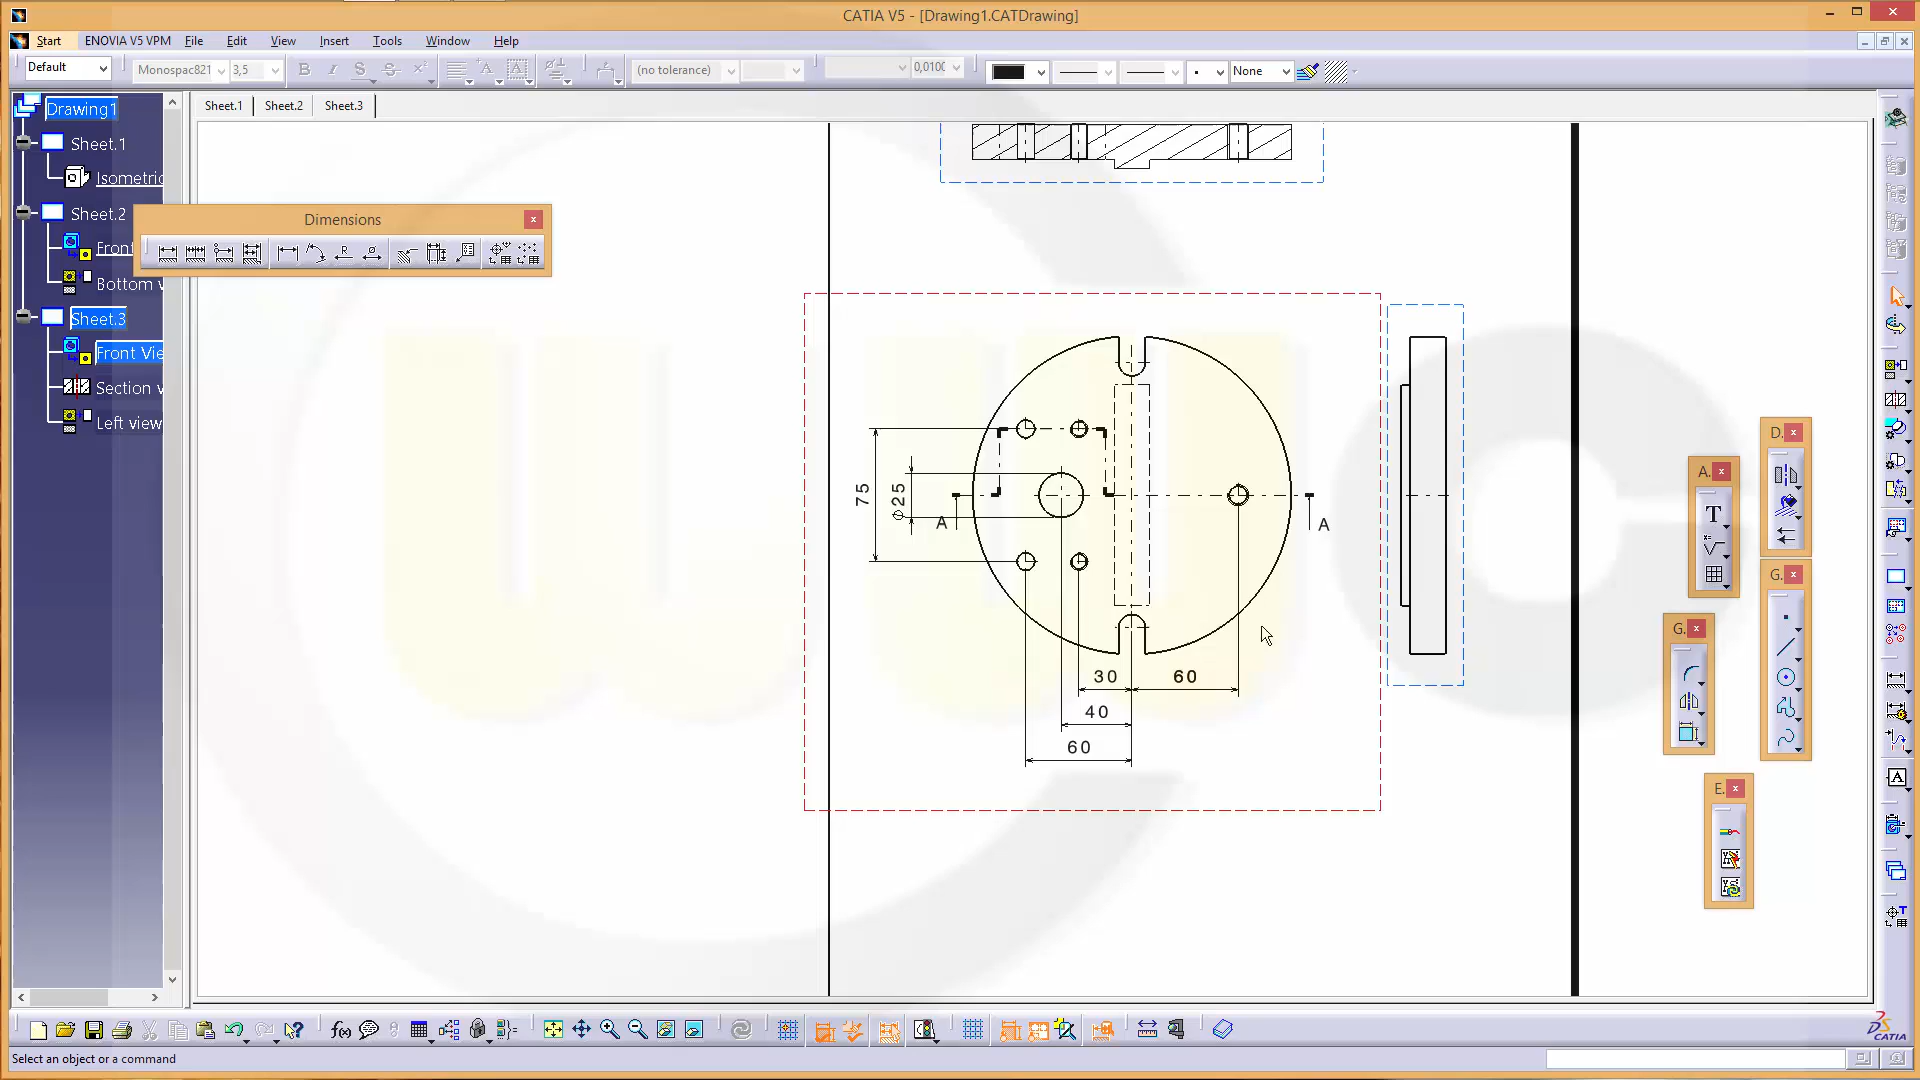 CATIA V5 - [Drawing1.CATDrawing]
Start ENOVIA V5 VPM File Edit View Insert Tools Window Help
Default Monospac821 3,5 B I S S (no tolerance) 0,0100 None
Drawing1
Sheet.1 Sheet.2 Sheet.3
Sheet.1
Isometric
Sheet.2
Front
Bottom v
Sheet.3
Front Vie
Section v
Left view
Dimensions
R
75
Φ25
A
A
30
60
40
60
D.
A.
T
G.
G.
E.
A
T
f(x)
CATIA
Select an object or a command